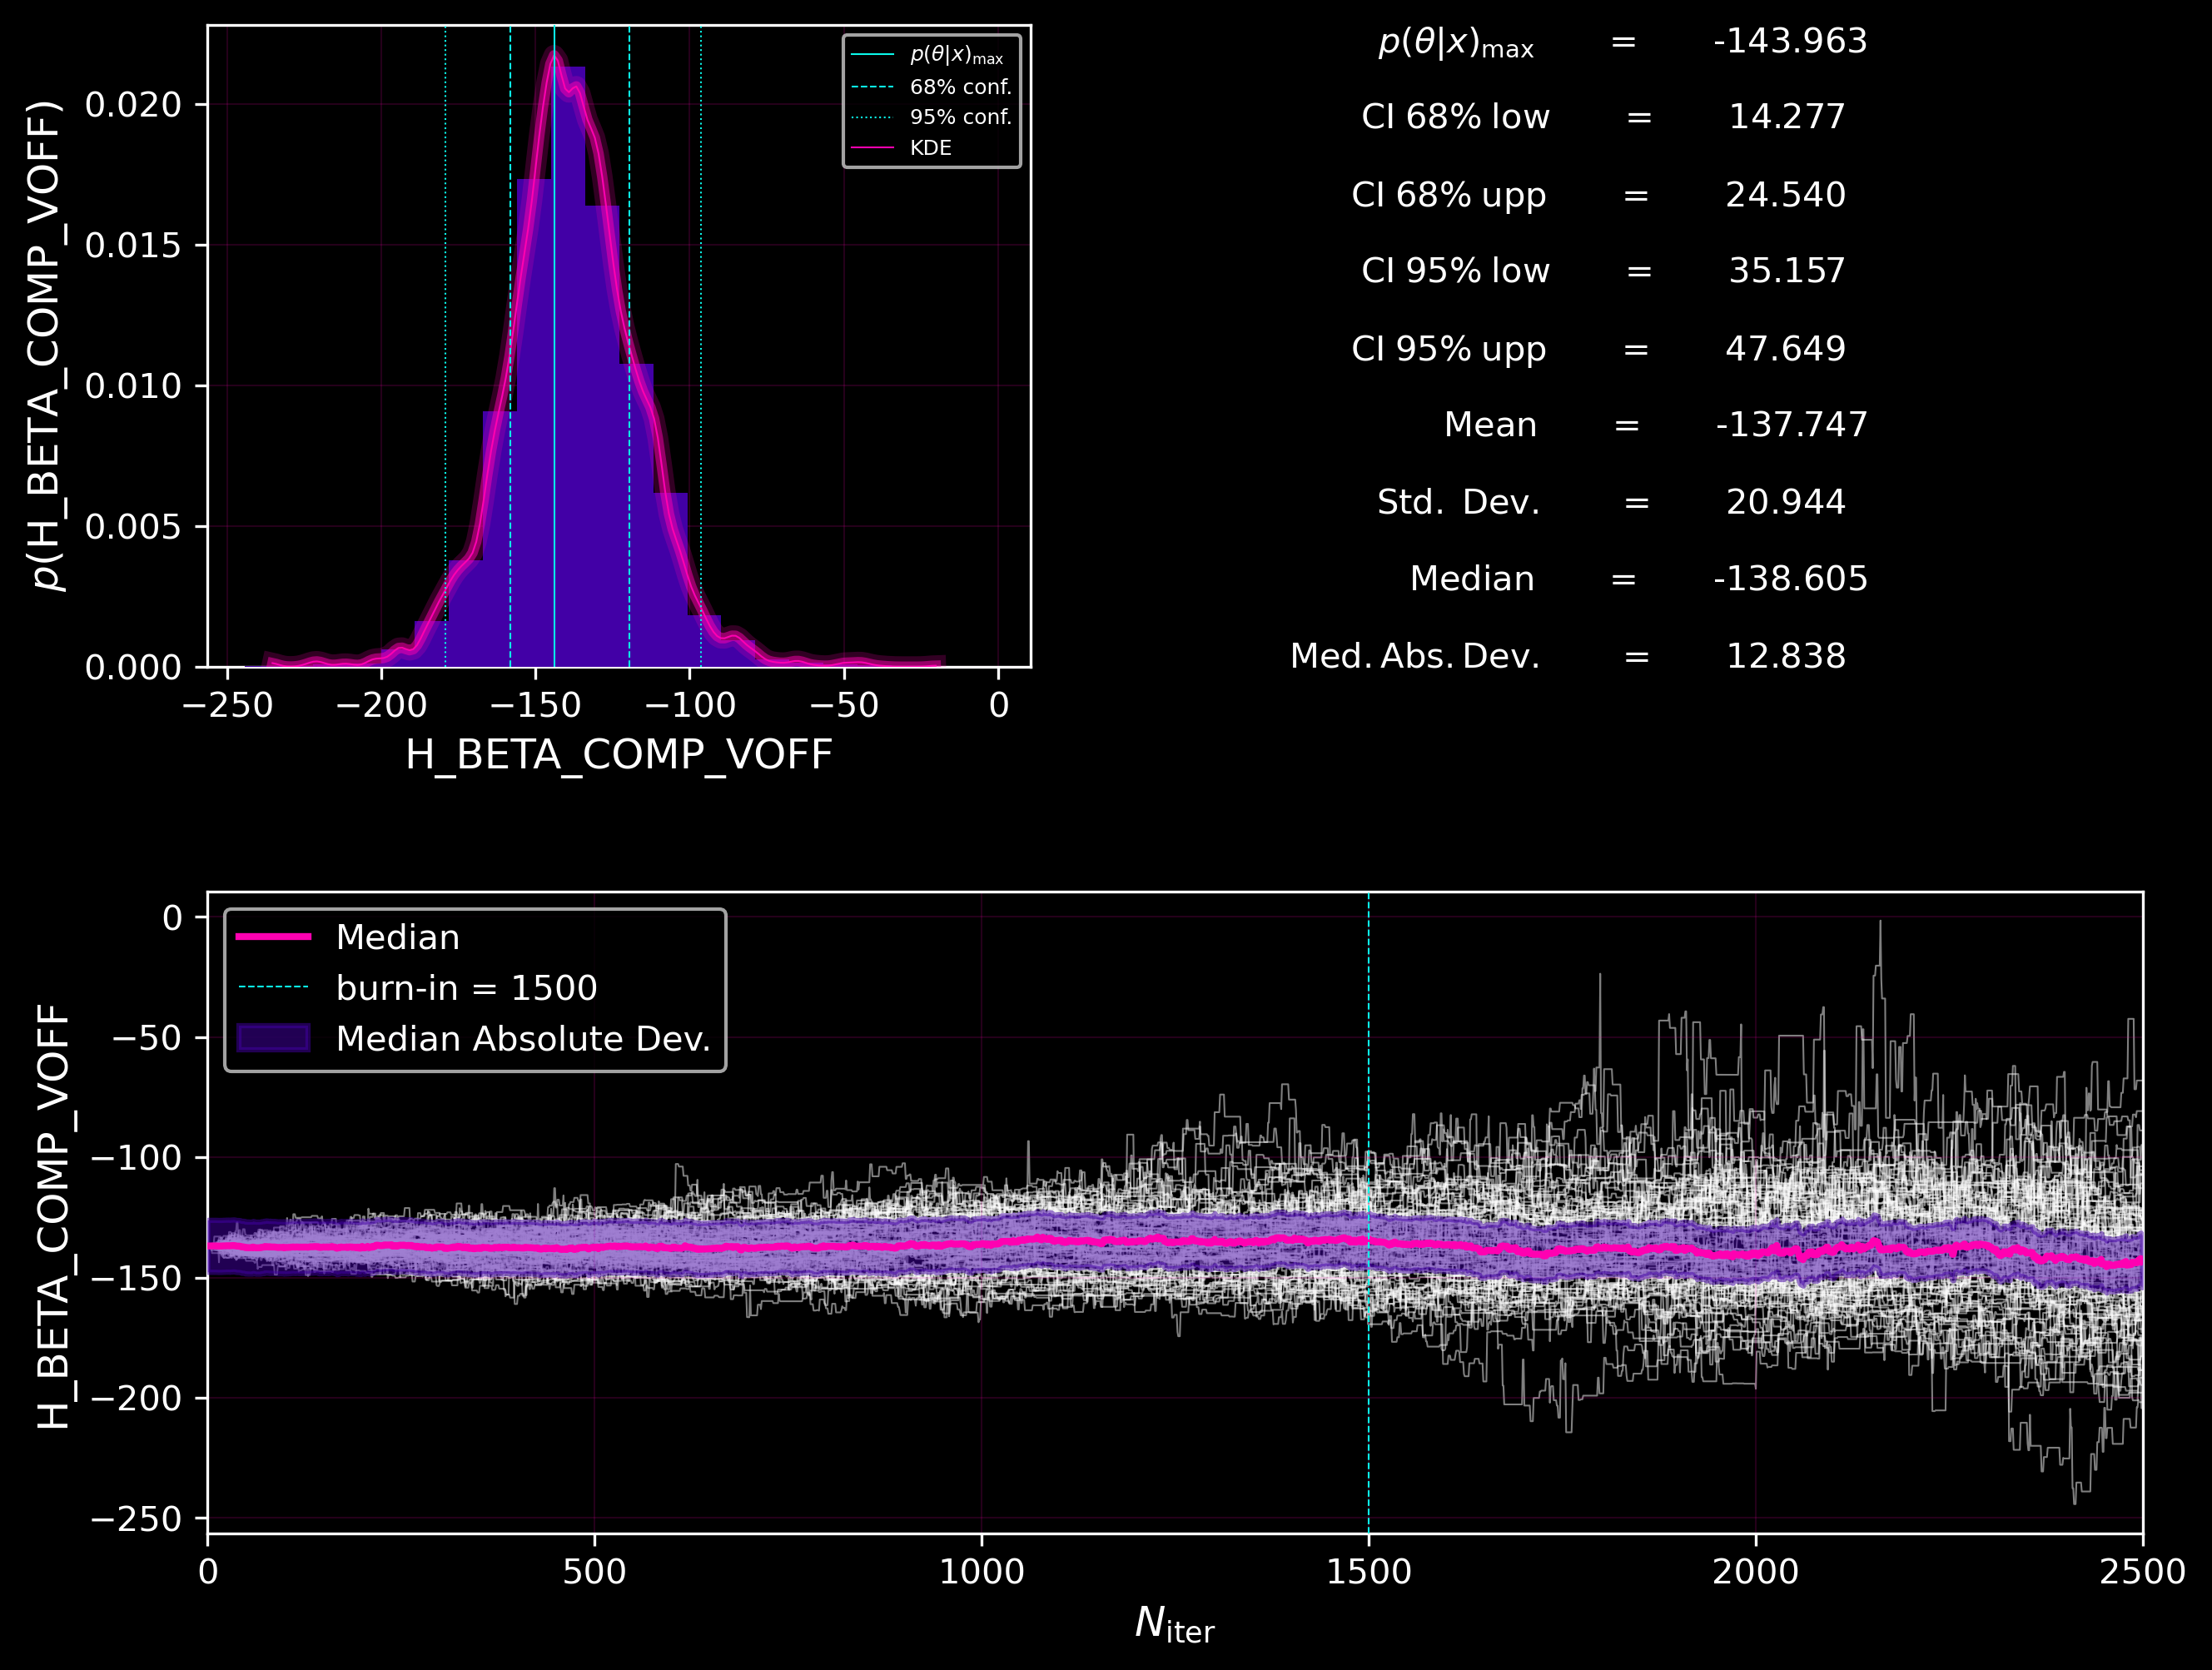 p(H_BETA_COMP_VOFF)
0.020
0.015
0.010
0.005
0.000
−250 −200 −150 −100 −50 0
H_BETA_COMP_VOFF
p(θ|x)max
68% conf.
95% conf.
KDE
p(θ|x)max = -143.963
CI 68% low = 14.277
CI 68% upp = 24.540
CI 95% low = 35.157
CI 95% upp = 47.649
Mean = -137.747
Std. Dev. = 20.944
Median = -138.605
Med. Abs. Dev. = 12.838
H_BETA_COMP_VOFF
0
−50
−100
−150
−200
−250
Median
burn-in = 1500
Median Absolute Dev.
0 500 1000 1500 2000 2500
Niter